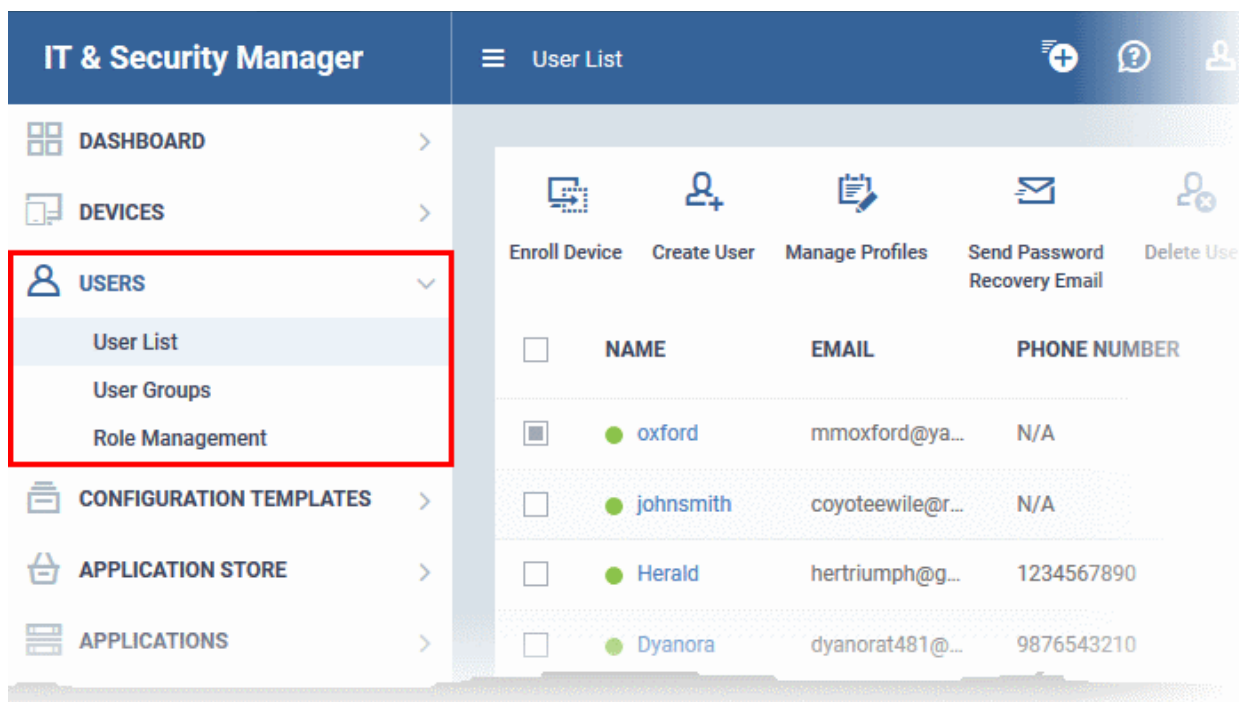 IT & Security Manager
User List
DASHBOARD
DEVICES
USERS
User List
User Groups
Role Management
CONFIGURATION TEMPLATES
APPLICATION STORE
APPLICATIONS
Enroll Device
Create User
Manage Profiles
Send Password
Recovery Email
Delete Use
NAME EMAIL PHONE NUMBER
oxford mmoxford@ya... N/A
johnsmith coyoteewile@r... N/A
Herald hertriumph@g... 1234567890
Dyanora dyanorat481@... 9876543210